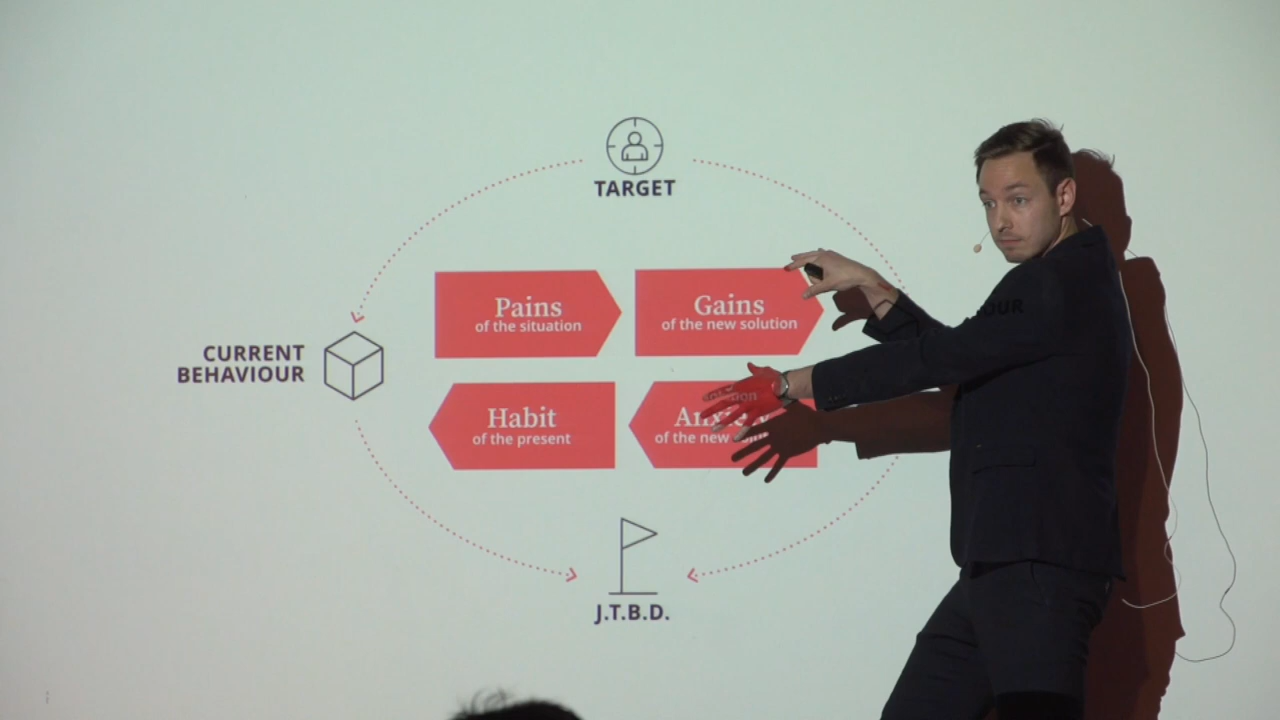 TARGET
Pains
of the situation
Gains
of the new solution
CURRENT
BEHAVIOUR
Habit
of the present
of the new
J.T.B.D.